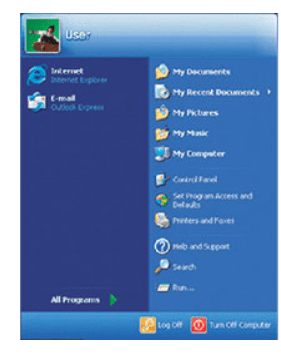 User
Internet
Internet Explorer
E-mail
Outlook Express
All Programs
My Documents
My Recent Documents
My Pictures
My Music
My Computer
Control Panel
Set Program Access and
Defaults
Printers and Faxes
Help and Support
Search
Run...
Log Off
Turn Off Computer